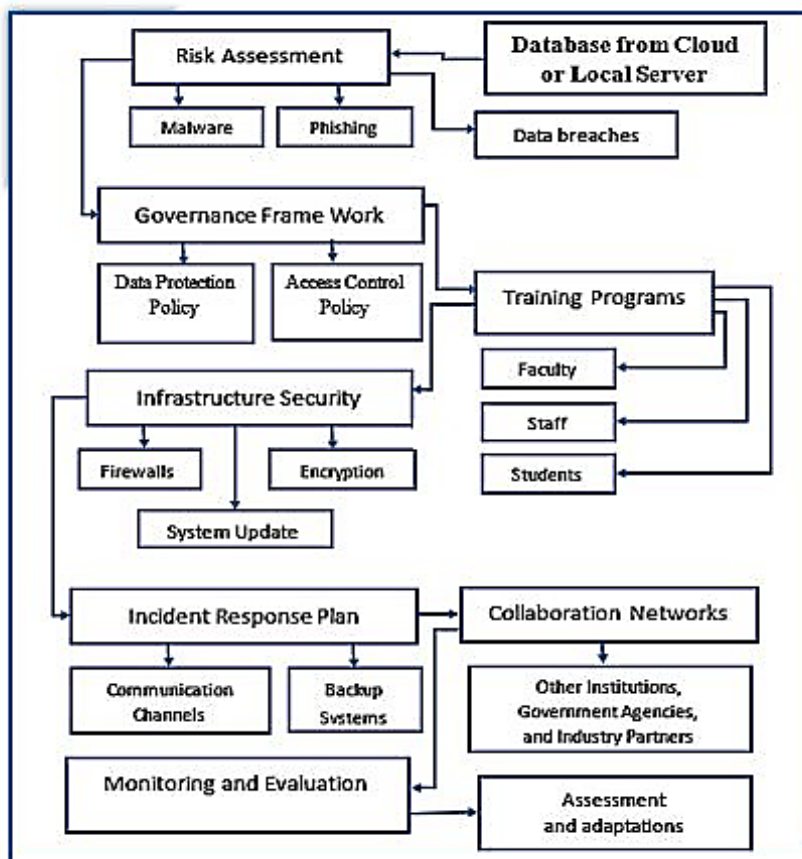 Risk Assessment
Database from Cloud
or Local Server
Malware
Phishing
Data breaches
Governance Frame Work
Data Protection
Policy
Access Control
Policy
Training Programs
Faculty
Staff
Students
Infrastructure Security
Firewalls
Encryption
System Update
Incident Response Plan
Collaboration Networks
Communication
Channels
Backup
Systems
Other Institutions,
Government Agencies,
and Industry Partners
Monitoring and Evaluation
Assessment
and adaptations